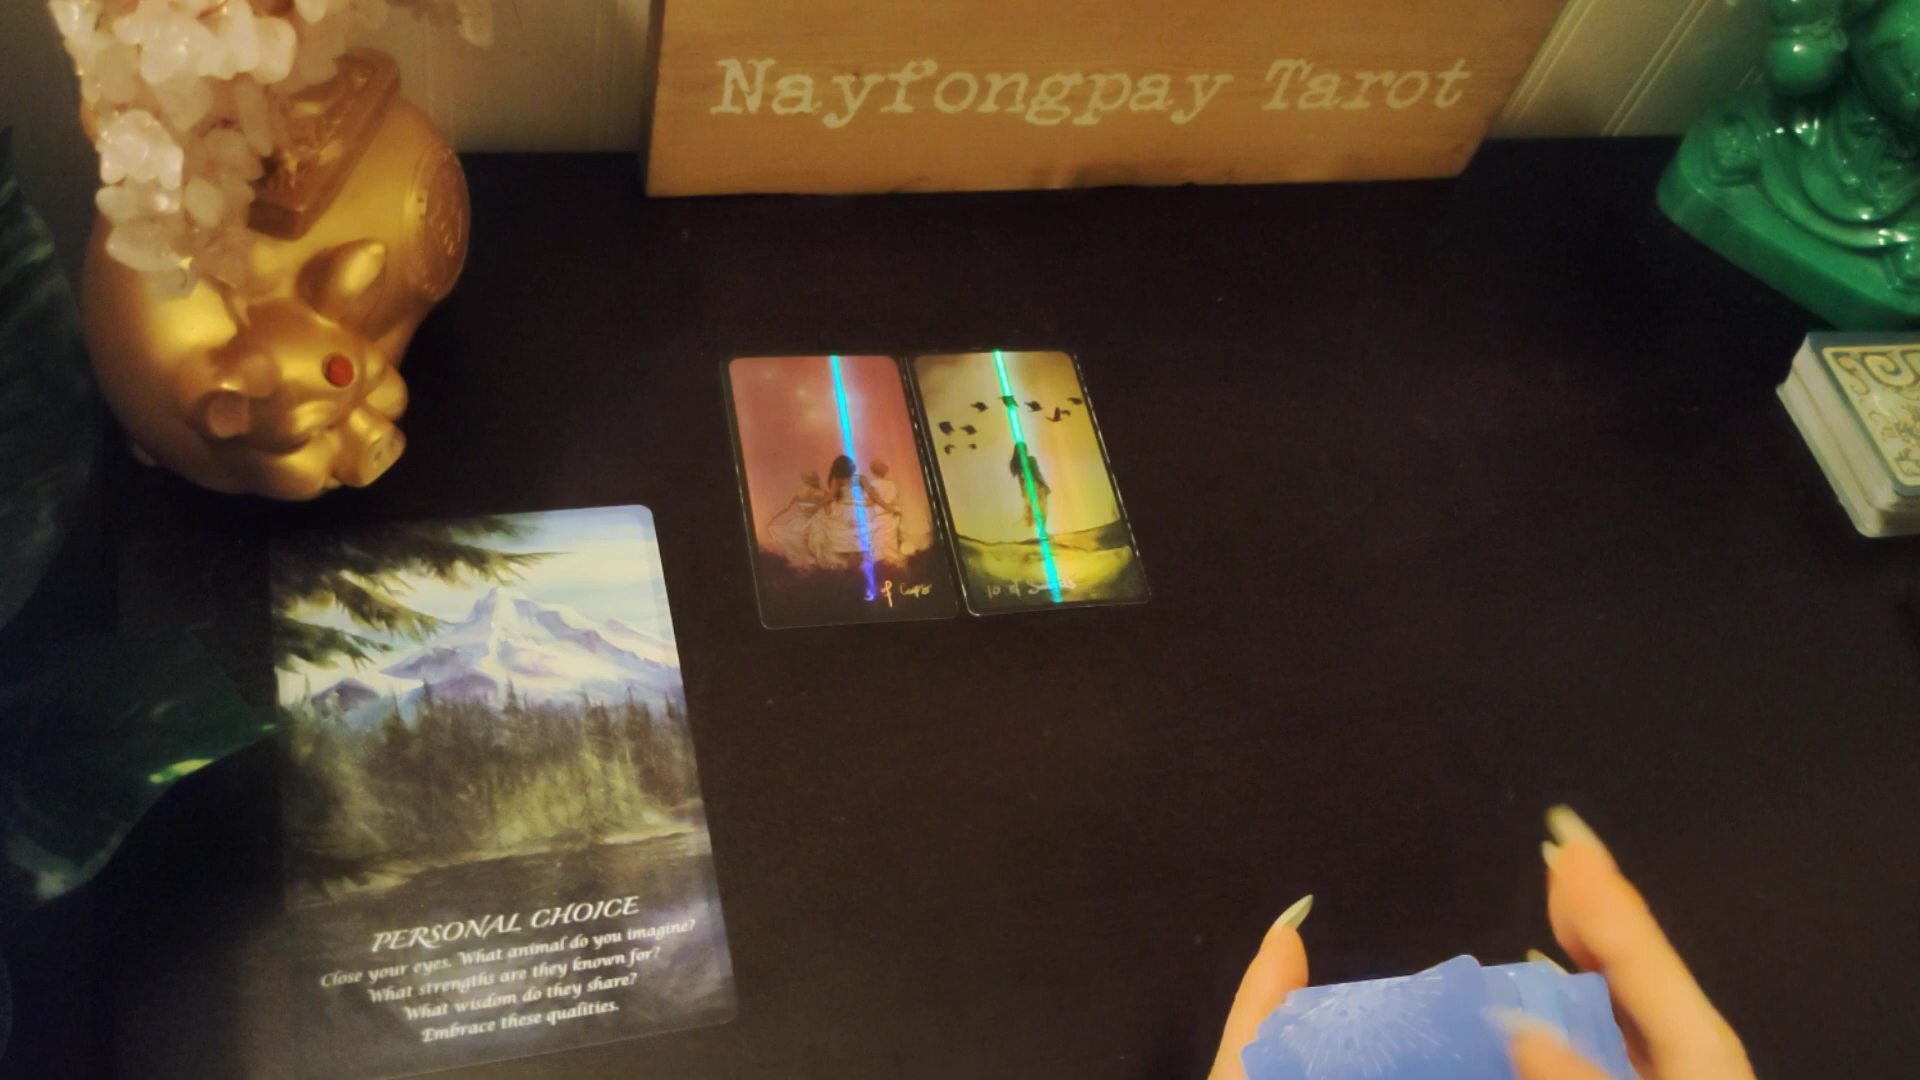 Nayfongpay Tarot
3 of Cups
10 of Swords
PERSONAL CHOICE
Close your eyes. What animal do you imagine?
What strengths are they known for?
What wisdom do they share?
Embrace these qualities.